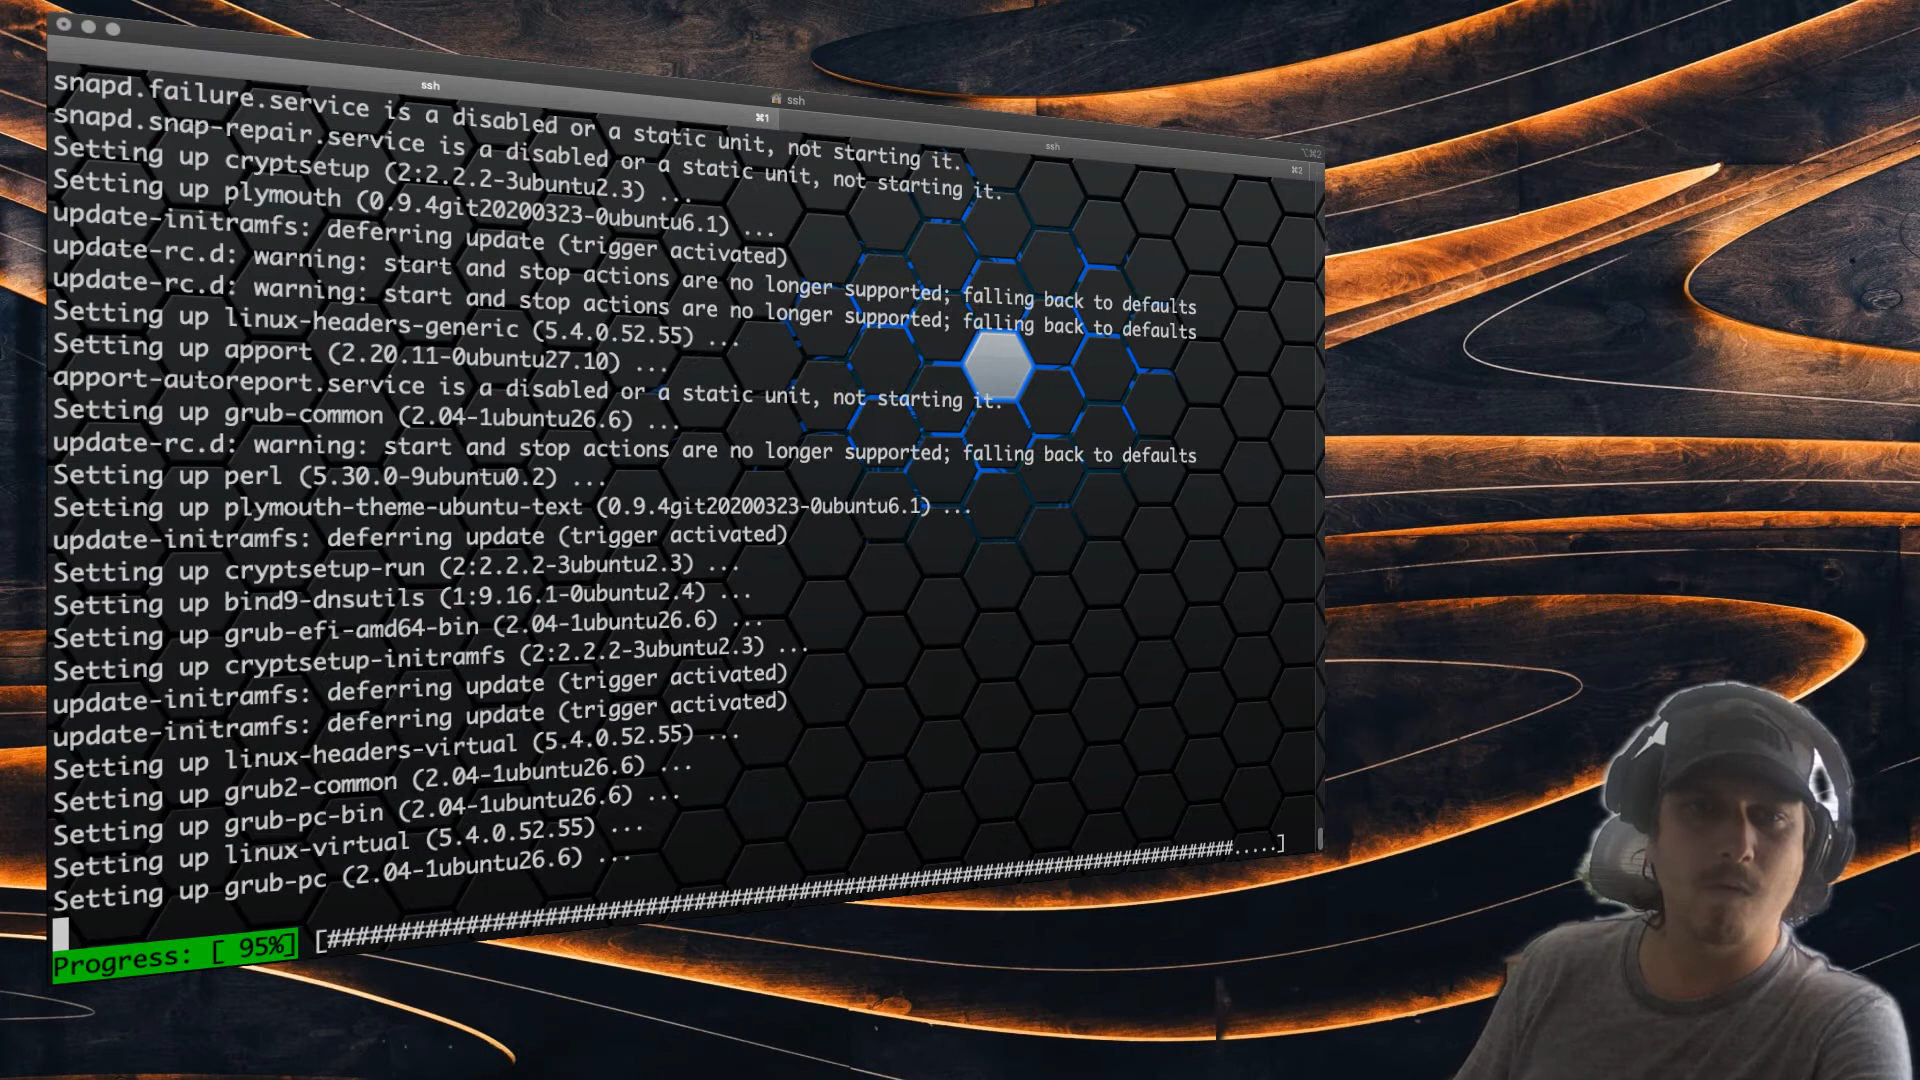 ssh
ssh
⌘1
ssh
⌥⌘2
⌘2
snapd.failure.service is a disabled or a static unit, not starting it.
snapd.snap-repair.service is a disabled or a static unit, not starting it.
Setting up cryptsetup (2:2.2.2-3ubuntu2.3) ...
Setting up plymouth (0.9.4git20200323-0ubuntu6.1) ...
update-initramfs: deferring update (trigger activated)
update-rc.d: warning: start and stop actions are no longer supported; falling back to defaults
update-rc.d: warning: start and stop actions are no longer supported; falling back to defaults
Setting up linux-headers-generic (5.4.0.52.55) ...
Setting up apport (2.20.11-0ubuntu27.10) ...
apport-autoreport.service is a disabled or a static unit, not starting it.
Setting up grub-common (2.04-1ubuntu26.6) ...
update-rc.d: warning: start and stop actions are no longer supported; falling back to defaults
Setting up perl (5.30.0-9ubuntu0.2) ...
Setting up plymouth-theme-ubuntu-text (0.9.4git20200323-0ubuntu6.1) ...
update-initramfs: deferring update (trigger activated)
Setting up cryptsetup-run (2:2.2.2-3ubuntu2.3) ...
Setting up bind9-dnsutils (1:9.16.1-0ubuntu2.4) ...
Setting up grub-efi-amd64-bin (2.04-1ubuntu26.6) ...
Setting up cryptsetup-initramfs (2:2.2.2-3ubuntu2.3) ...
update-initramfs: deferring update (trigger activated)
update-initramfs: deferring update (trigger activated)
Setting up linux-headers-virtual (5.4.0.52.55) ...
Setting up grub2-common (2.04-1ubuntu26.6) ...
Setting up grub-pc-bin (2.04-1ubuntu26.6) ...
Setting up linux-virtual (5.4.0.52.55) ...
Setting up grub-pc (2.04-1ubuntu26.6) ...
Progress: [ 95%] [##########################################################################################.....]